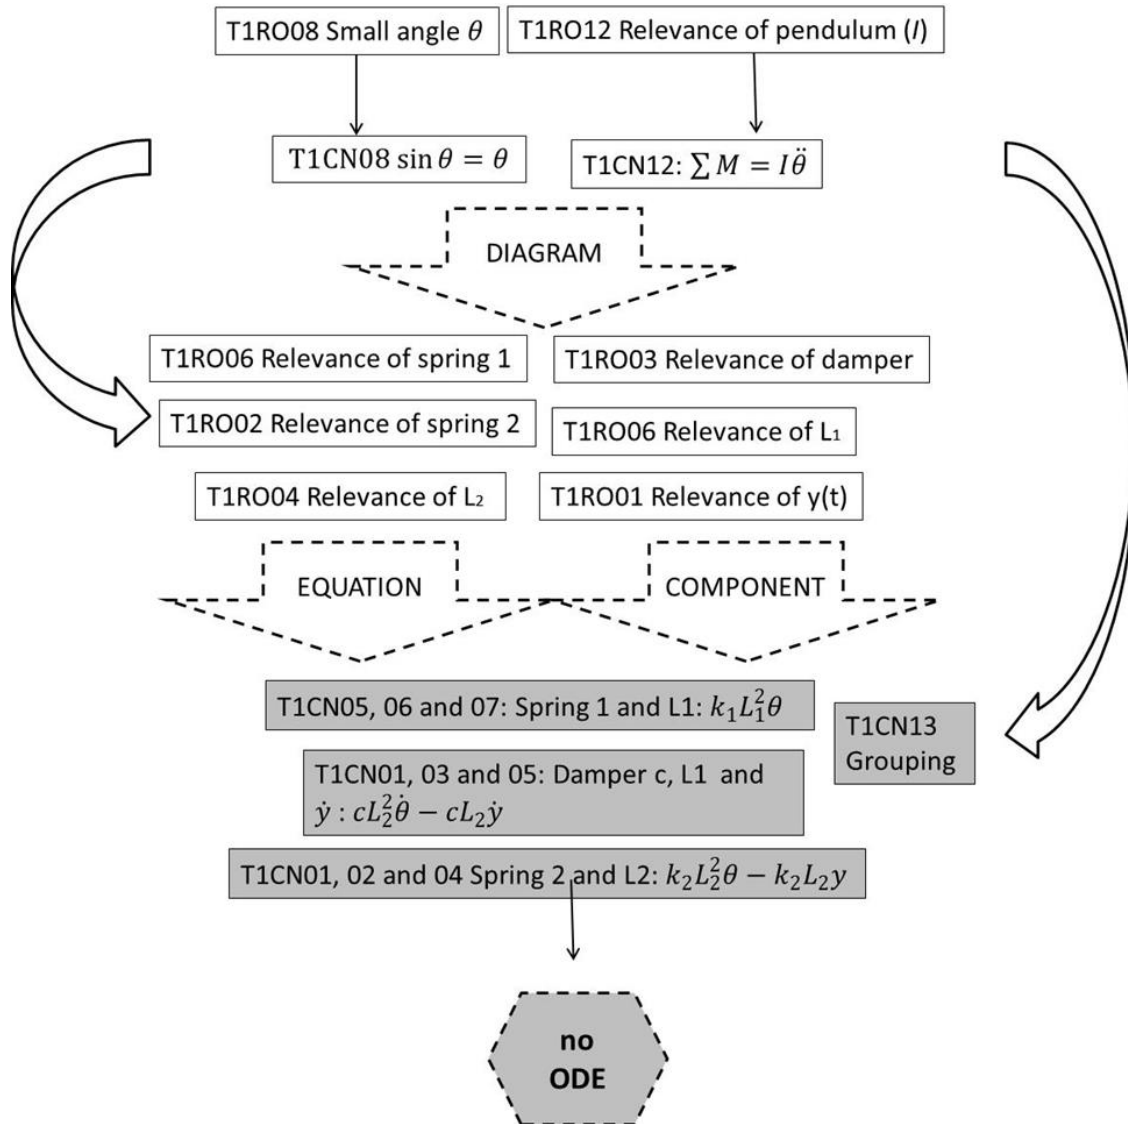 T1RO08 Small angle θ
T1RO12 Relevance of pendulum (I)
T1CN08 sin θ = θ
T1CN12: ∑ M = Iθ̈
DIAGRAM
T1RO06 Relevance of spring 1
T1RO03 Relevance of damper
T1RO02 Relevance of spring 2
T1RO06 Relevance of L₁
T1RO04 Relevance of L₂
T1RO01 Relevance of y(t)
EQUATION
COMPONENT
T1CN05, 06 and 07: Spring 1 and L1: k₁L₁²θ
T1CN13
Grouping
T1CN01, 03 and 05: Damper c, L1 and
ẏ : cL₂²θ̇ − cL₂ẏ
T1CN01, 02 and 04 Spring 2 and L2: k₂L₂²θ − k₂L₂y
no
ODE